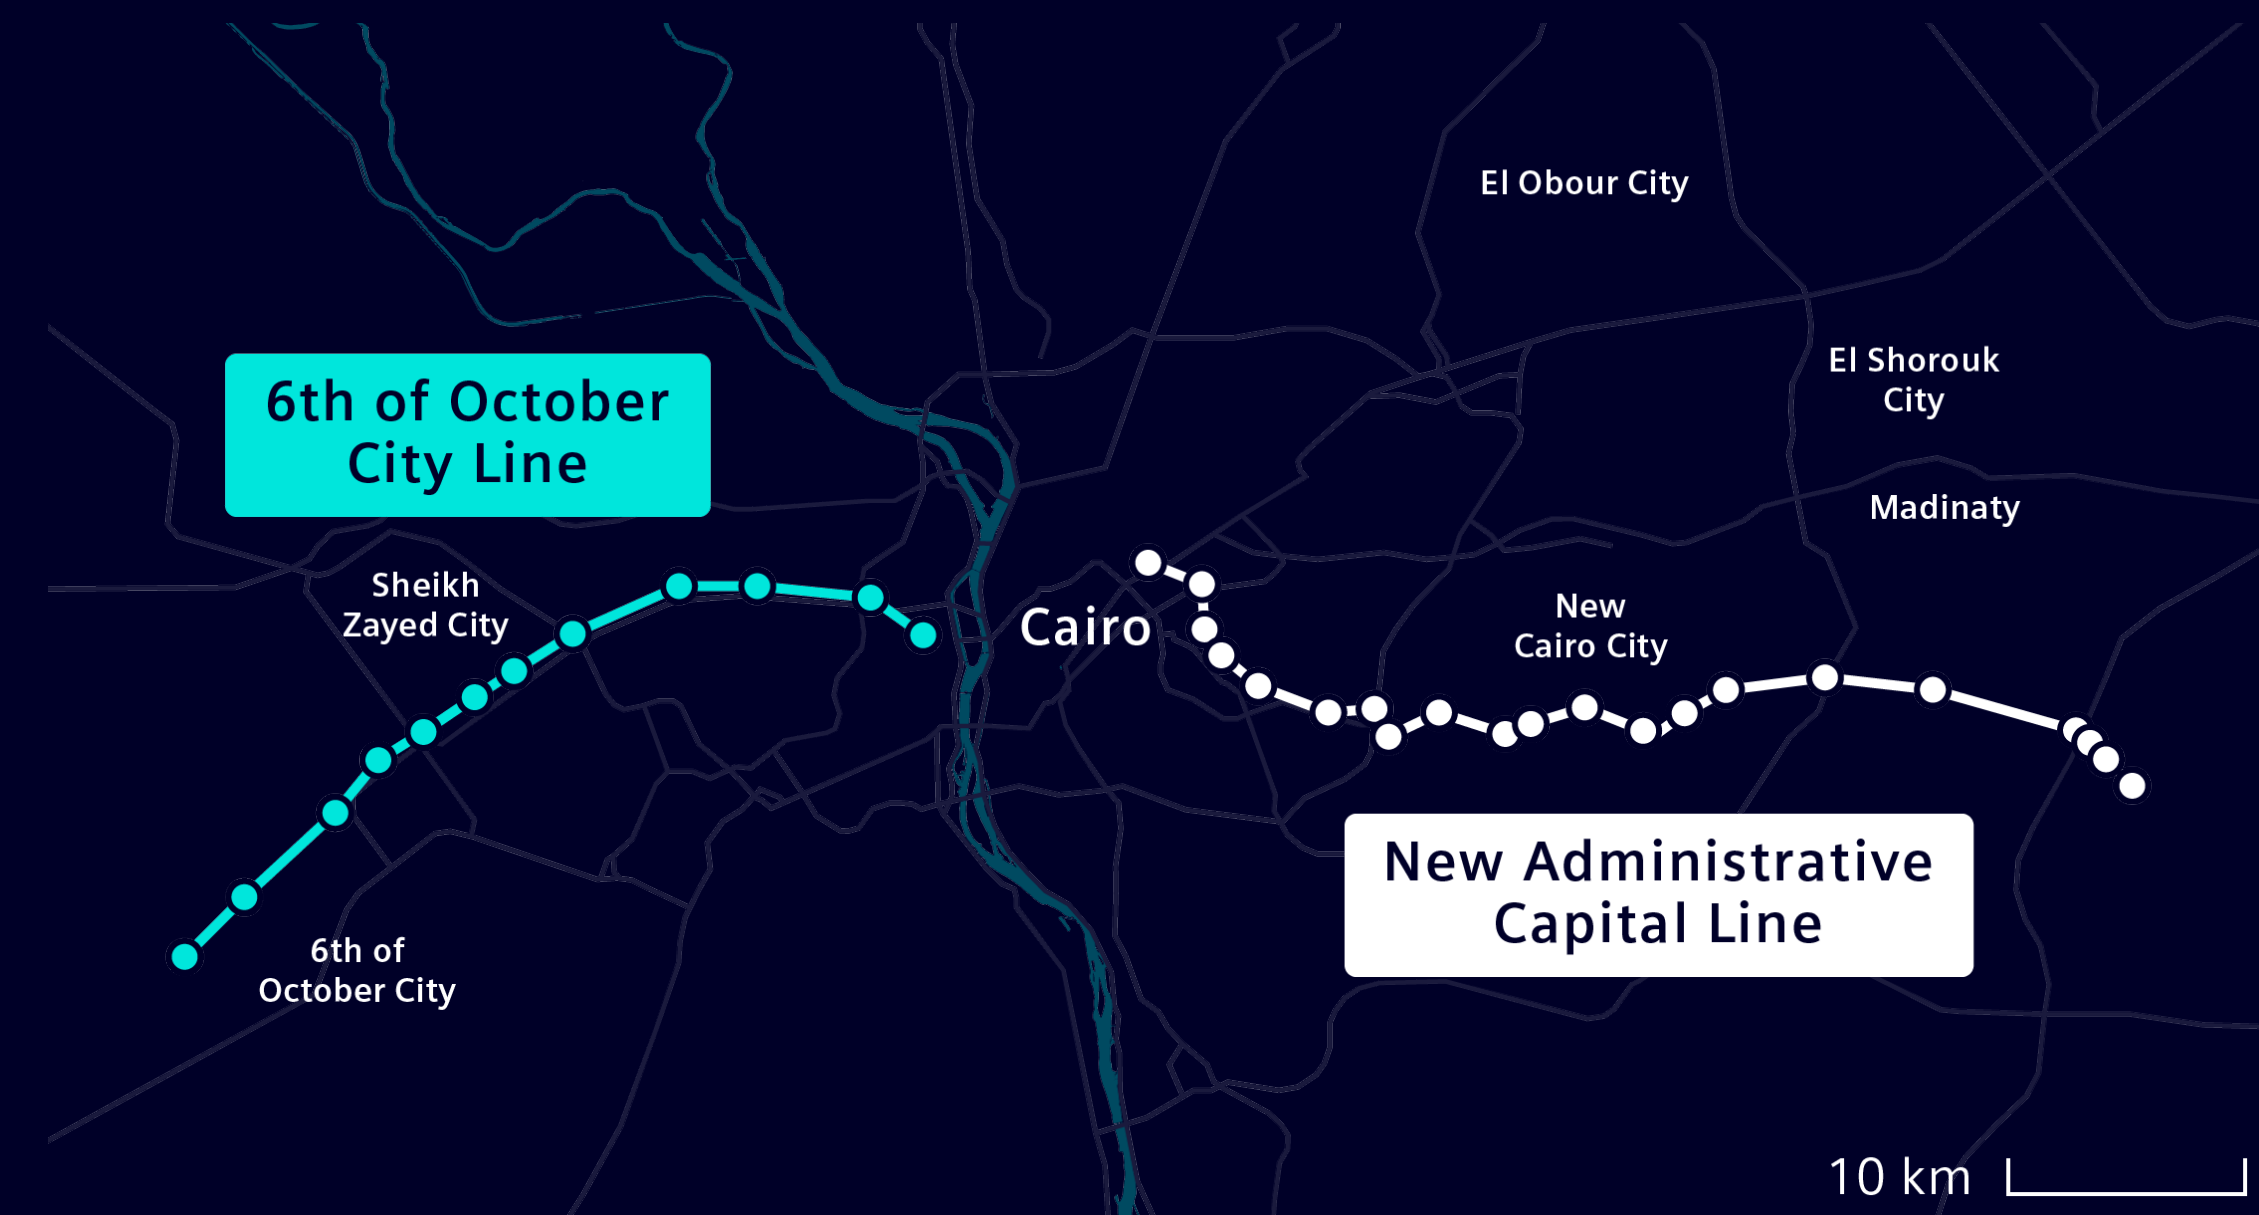 El Obour City
El Shorouk
City
6th of October
City Line
Madinaty
Sheikh
Zayed City
Cairo
New
Cairo City
New Administrative
Capital Line
6th of
October City
10 km